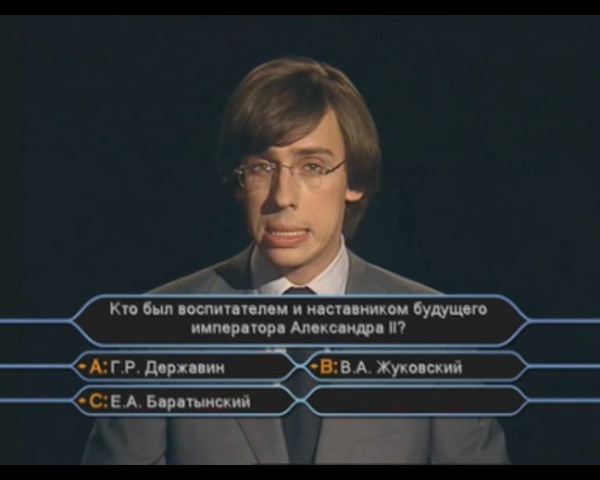 Кто был воспитателем и наставником будущего
императора Александра II?
A: Г.Р. Державин
B: В.А. Жуковский
C: Е.А. Баратынский